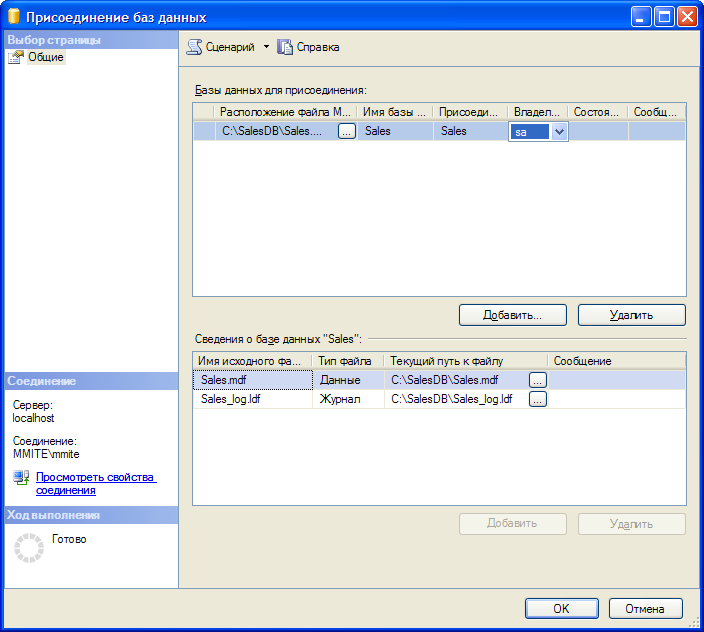 Присоединение баз данных
Выбор страницы
Общие
Сценарий Справка
Базы данных для присоединения:
Расположение файла M... Имя базы ... Присоеди... Владел... Состоя... Сообщ...
C:\SalesDB\Sales.... ... Sales Sales sa
Добавить... Удалить
Сведения о базе данных "Sales":
Имя исходного фа... Тип файла Текущий путь к файлу Сообщение
Sales.mdf Данные C:\SalesDB\Sales.mdf ...
Sales_log.ldf Журнал C:\SalesDB\Sales_log.ldf ...
Добавить Удалить
Соединение
Сервер:
localhost
Соединение:
MMITE\mmite
Просмотреть свойства
соединения
Ход выполнения
Готово
OK Отмена